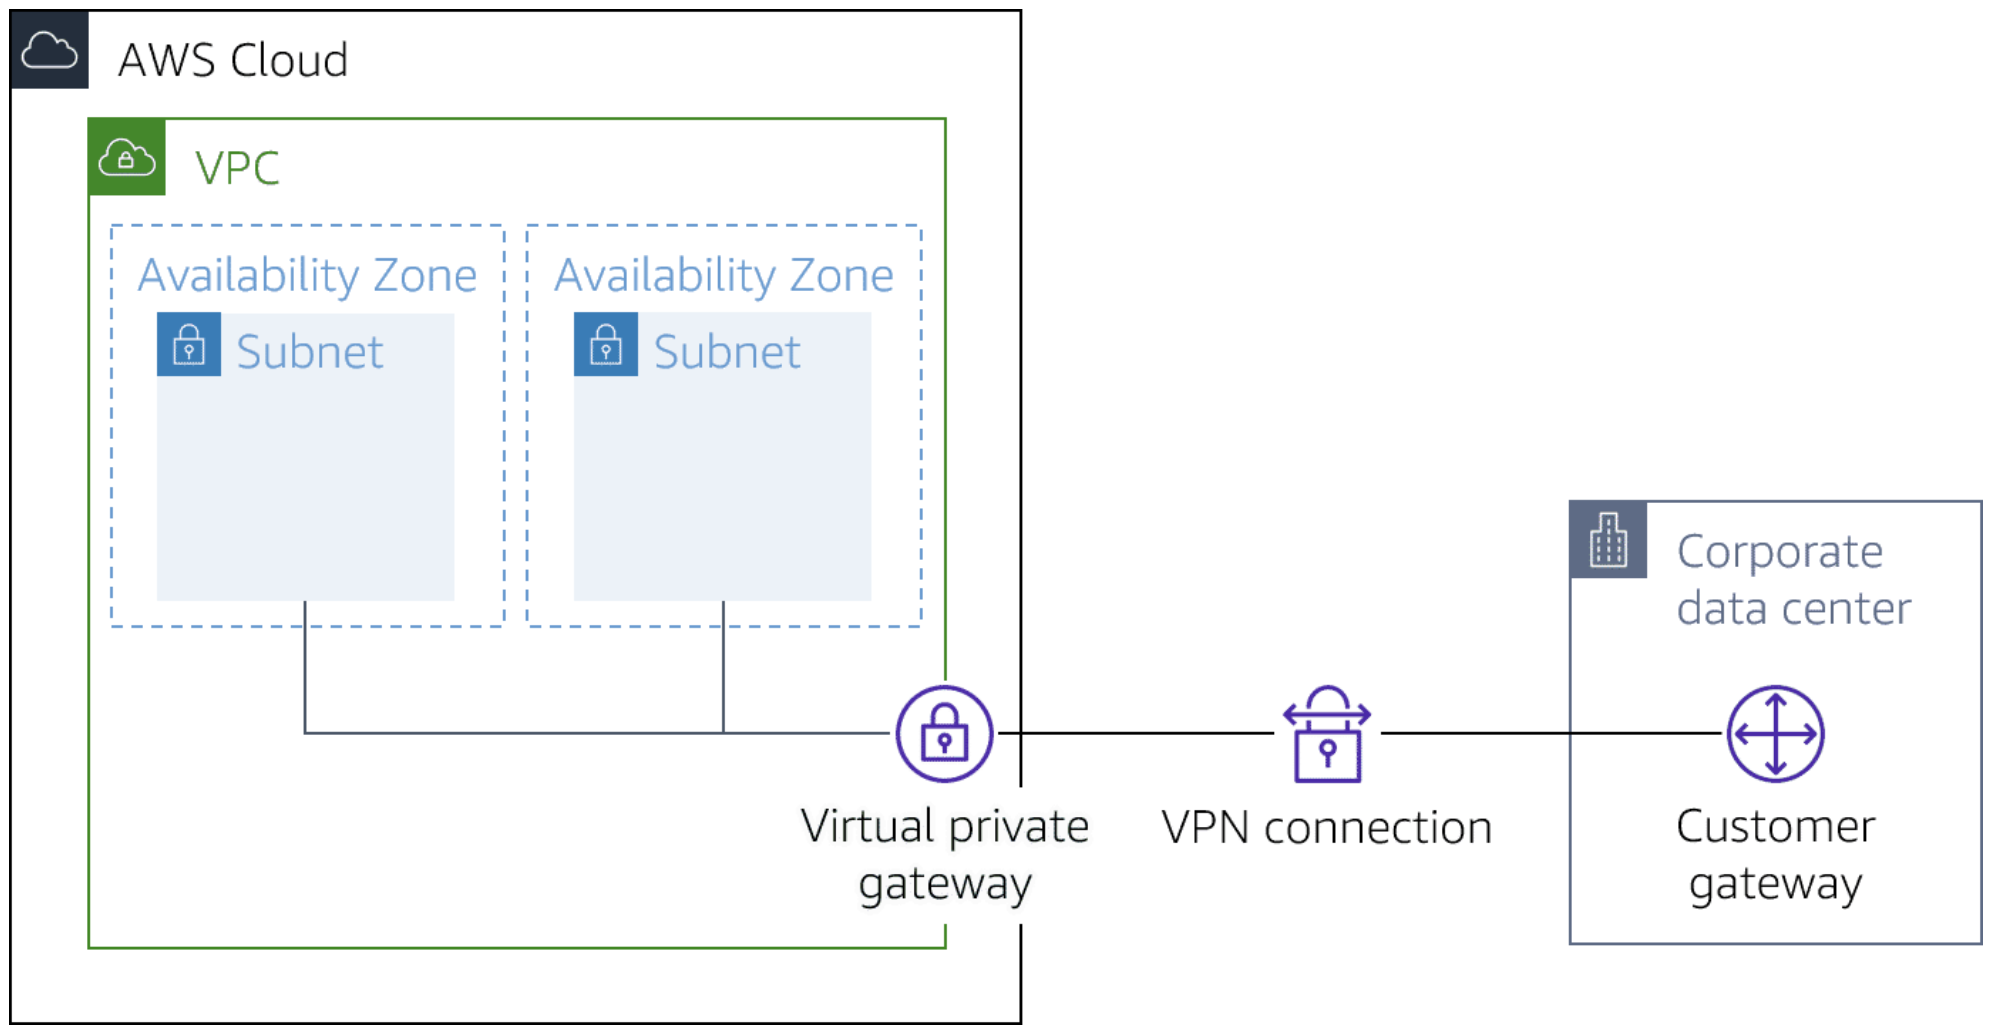 AWS Cloud
VPC
Availability Zone
Subnet
Availability Zone
Subnet
Corporate
data center
Virtual private
gateway
VPN connection
Customer
gateway